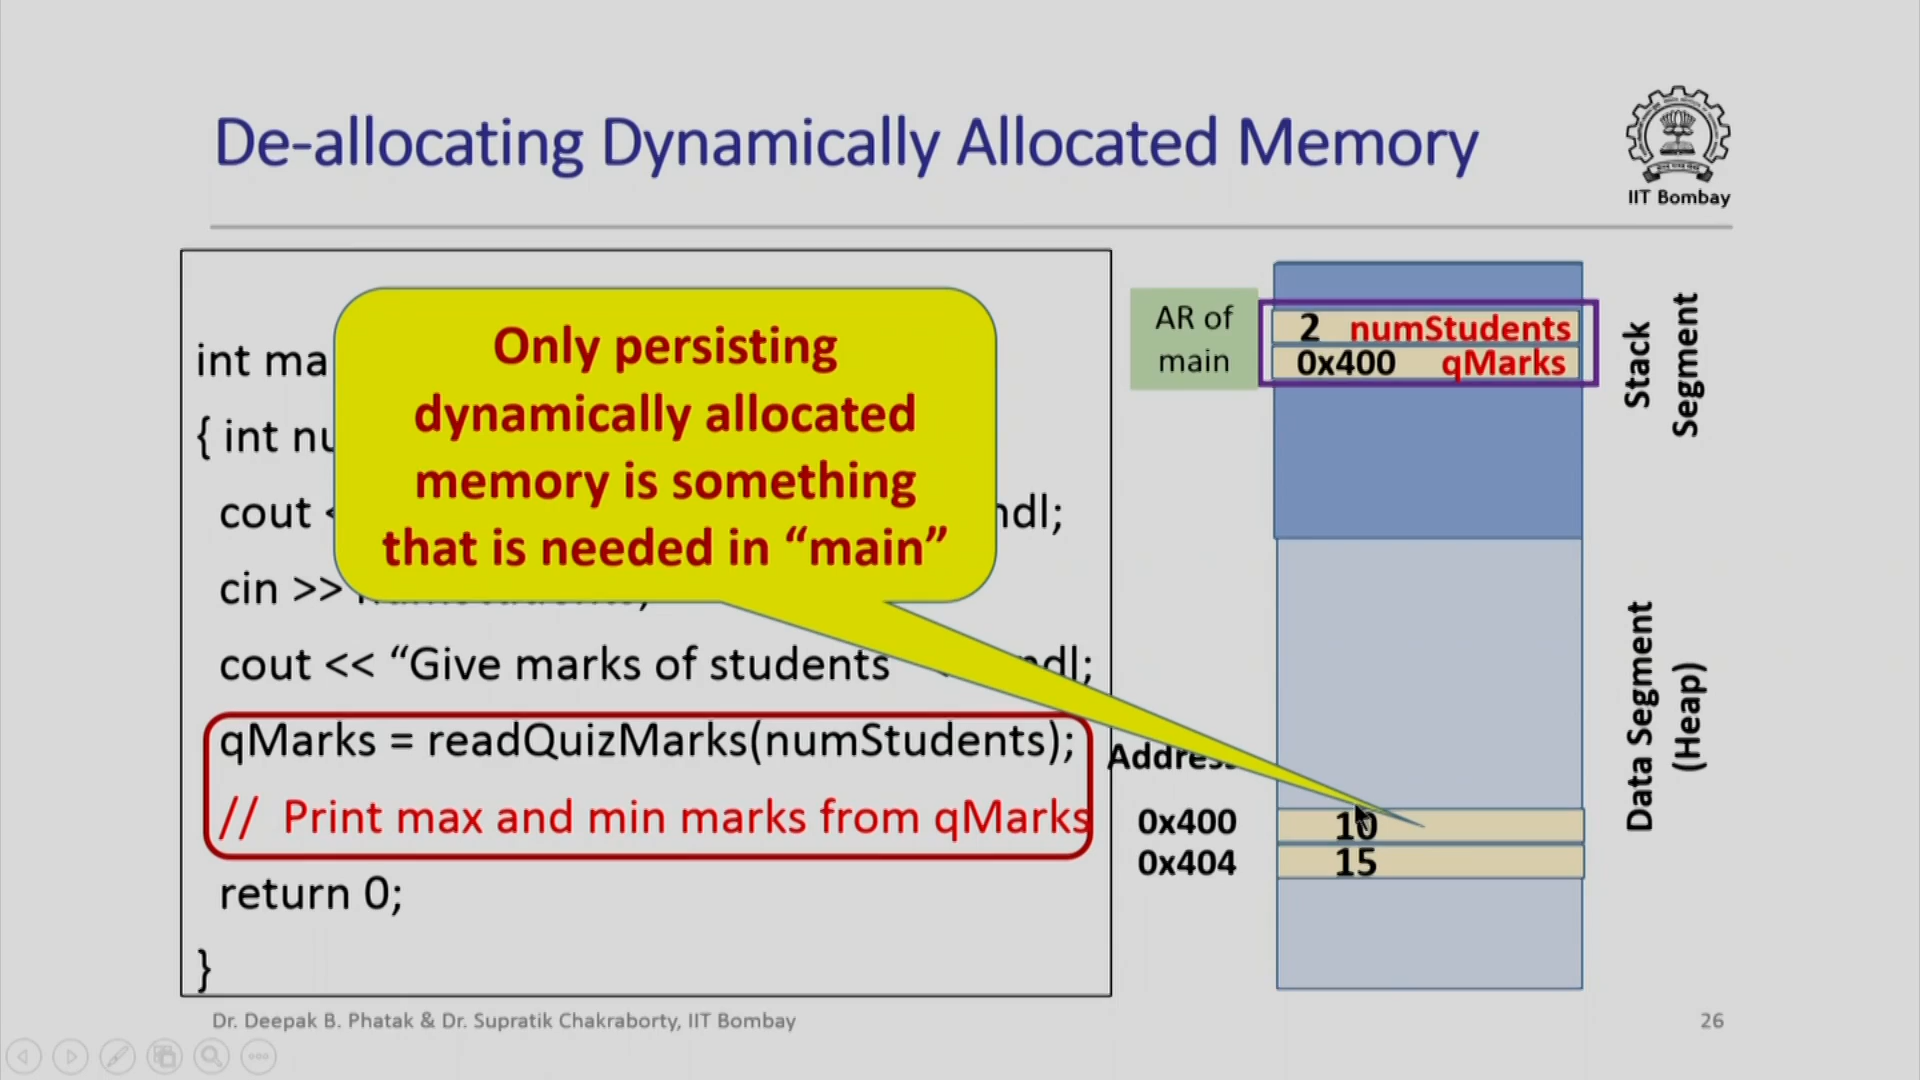 De-allocating Dynamically Allocated Memory
IIT Bombay
int ma
{ int nu
cout <
ndl;
cin >>
cout << “Give marks of students
ndl;
qMarks = readQuizMarks(numStudents);
// Print max and min marks from qMarks
return 0;
}
Only persisting
dynamically allocated
memory is something
that is needed in “main”
AR of
main
2 numStudents
0x400 qMarks
Stack
Segment
Data Segment
(Heap)
Address
0x400 10
0x404 15
Dr. Deepak B. Phatak & Dr. Supratik Chakraborty, IIT Bombay
26